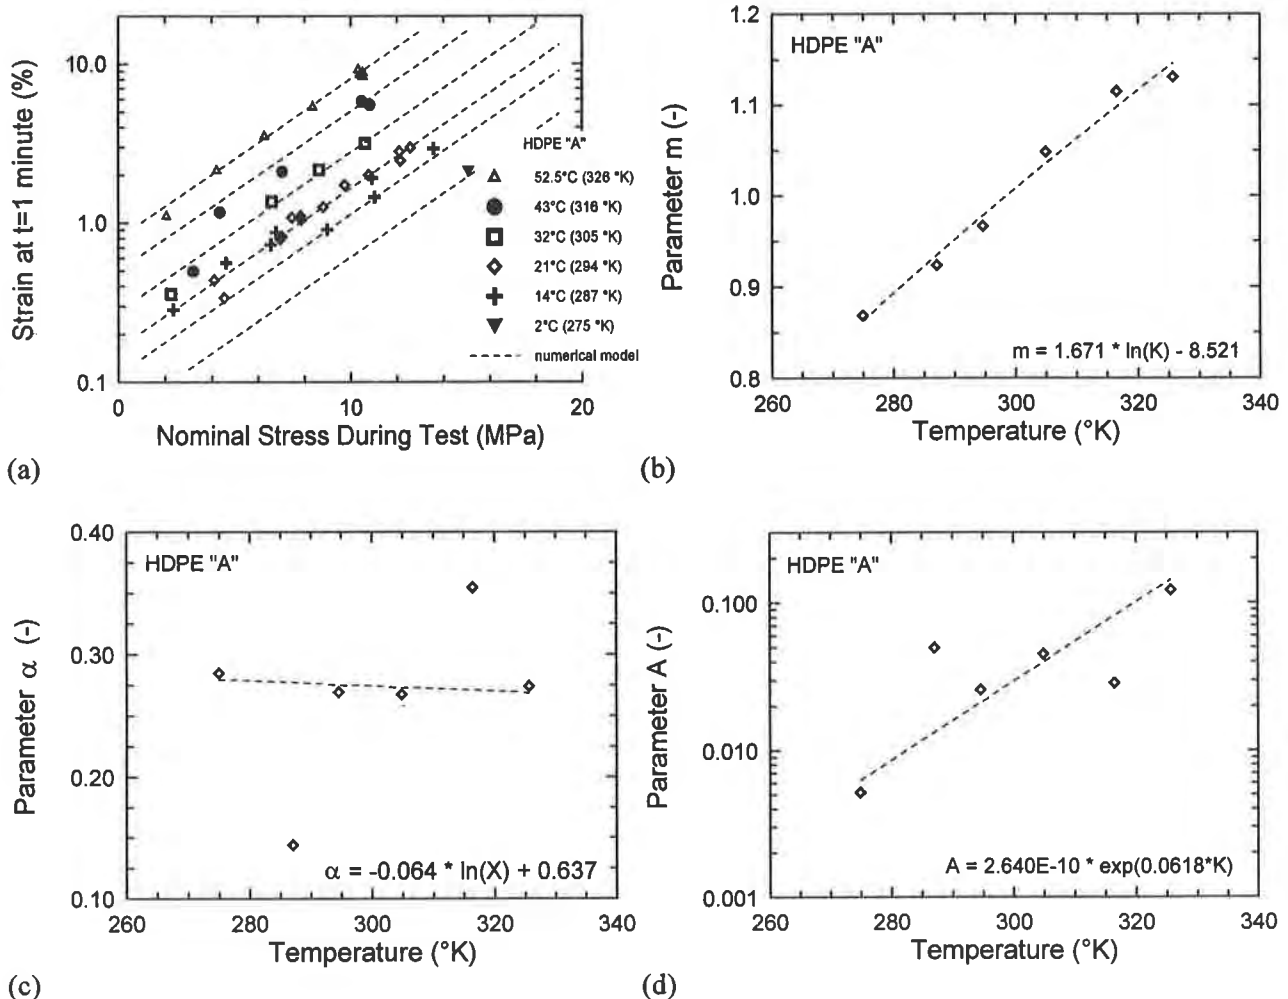 Strain at t=1 minute (%)
10.0
1.0
0.1
0
10
20
Nominal Stress During Test (MPa)
HDPE "A"
52.5°C (326 °K)
43°C (316 °K)
32°C (305 °K)
21°C (294 °K)
14°C (287 °K)
2°C (275 °K)
numerical model
(a)
Parameter m (-)
1.2
1.1
1.0
0.9
0.8
HDPE "A"
m = 1.671 * ln(K) - 8.521
260
280
300
320
340
Temperature (°K)
(b)
Parameter α (-)
0.40
0.30
0.20
0.10
HDPE "A"
α = -0.064 * ln(X) + 0.637
260
280
300
320
340
Temperature (°K)
(c)
Parameter A (-)
0.100
0.010
0.001
HDPE "A"
A = 2.640E-10 * exp(0.0618*K)
260
280
300
320
340
Temperature (°K)
(d)